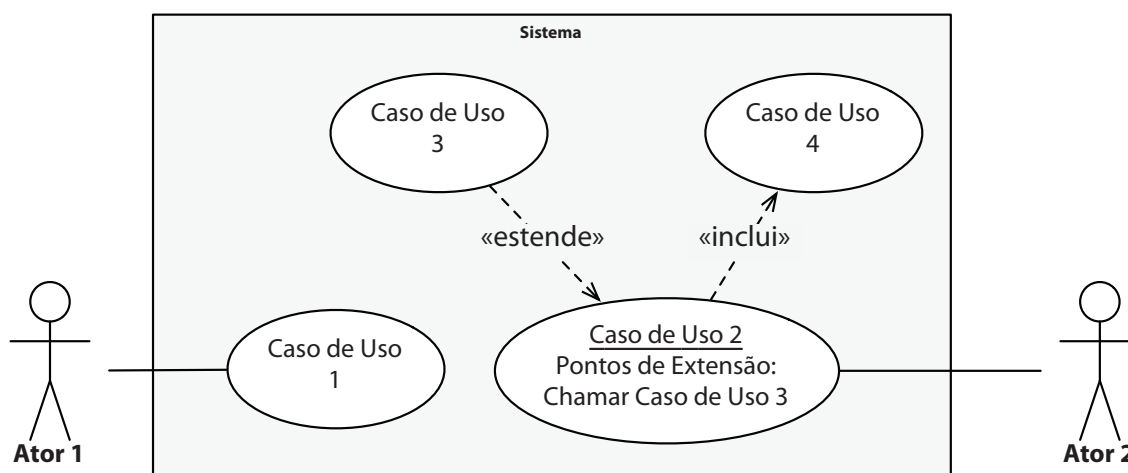 Sistema
Caso de Uso
3
Caso de Uso
4
«estende»
«inclui»
Caso de Uso
1
Caso de Uso 2
Pontos de Extensão:
Chamar Caso de Uso 3
Ator 1
Ator 2